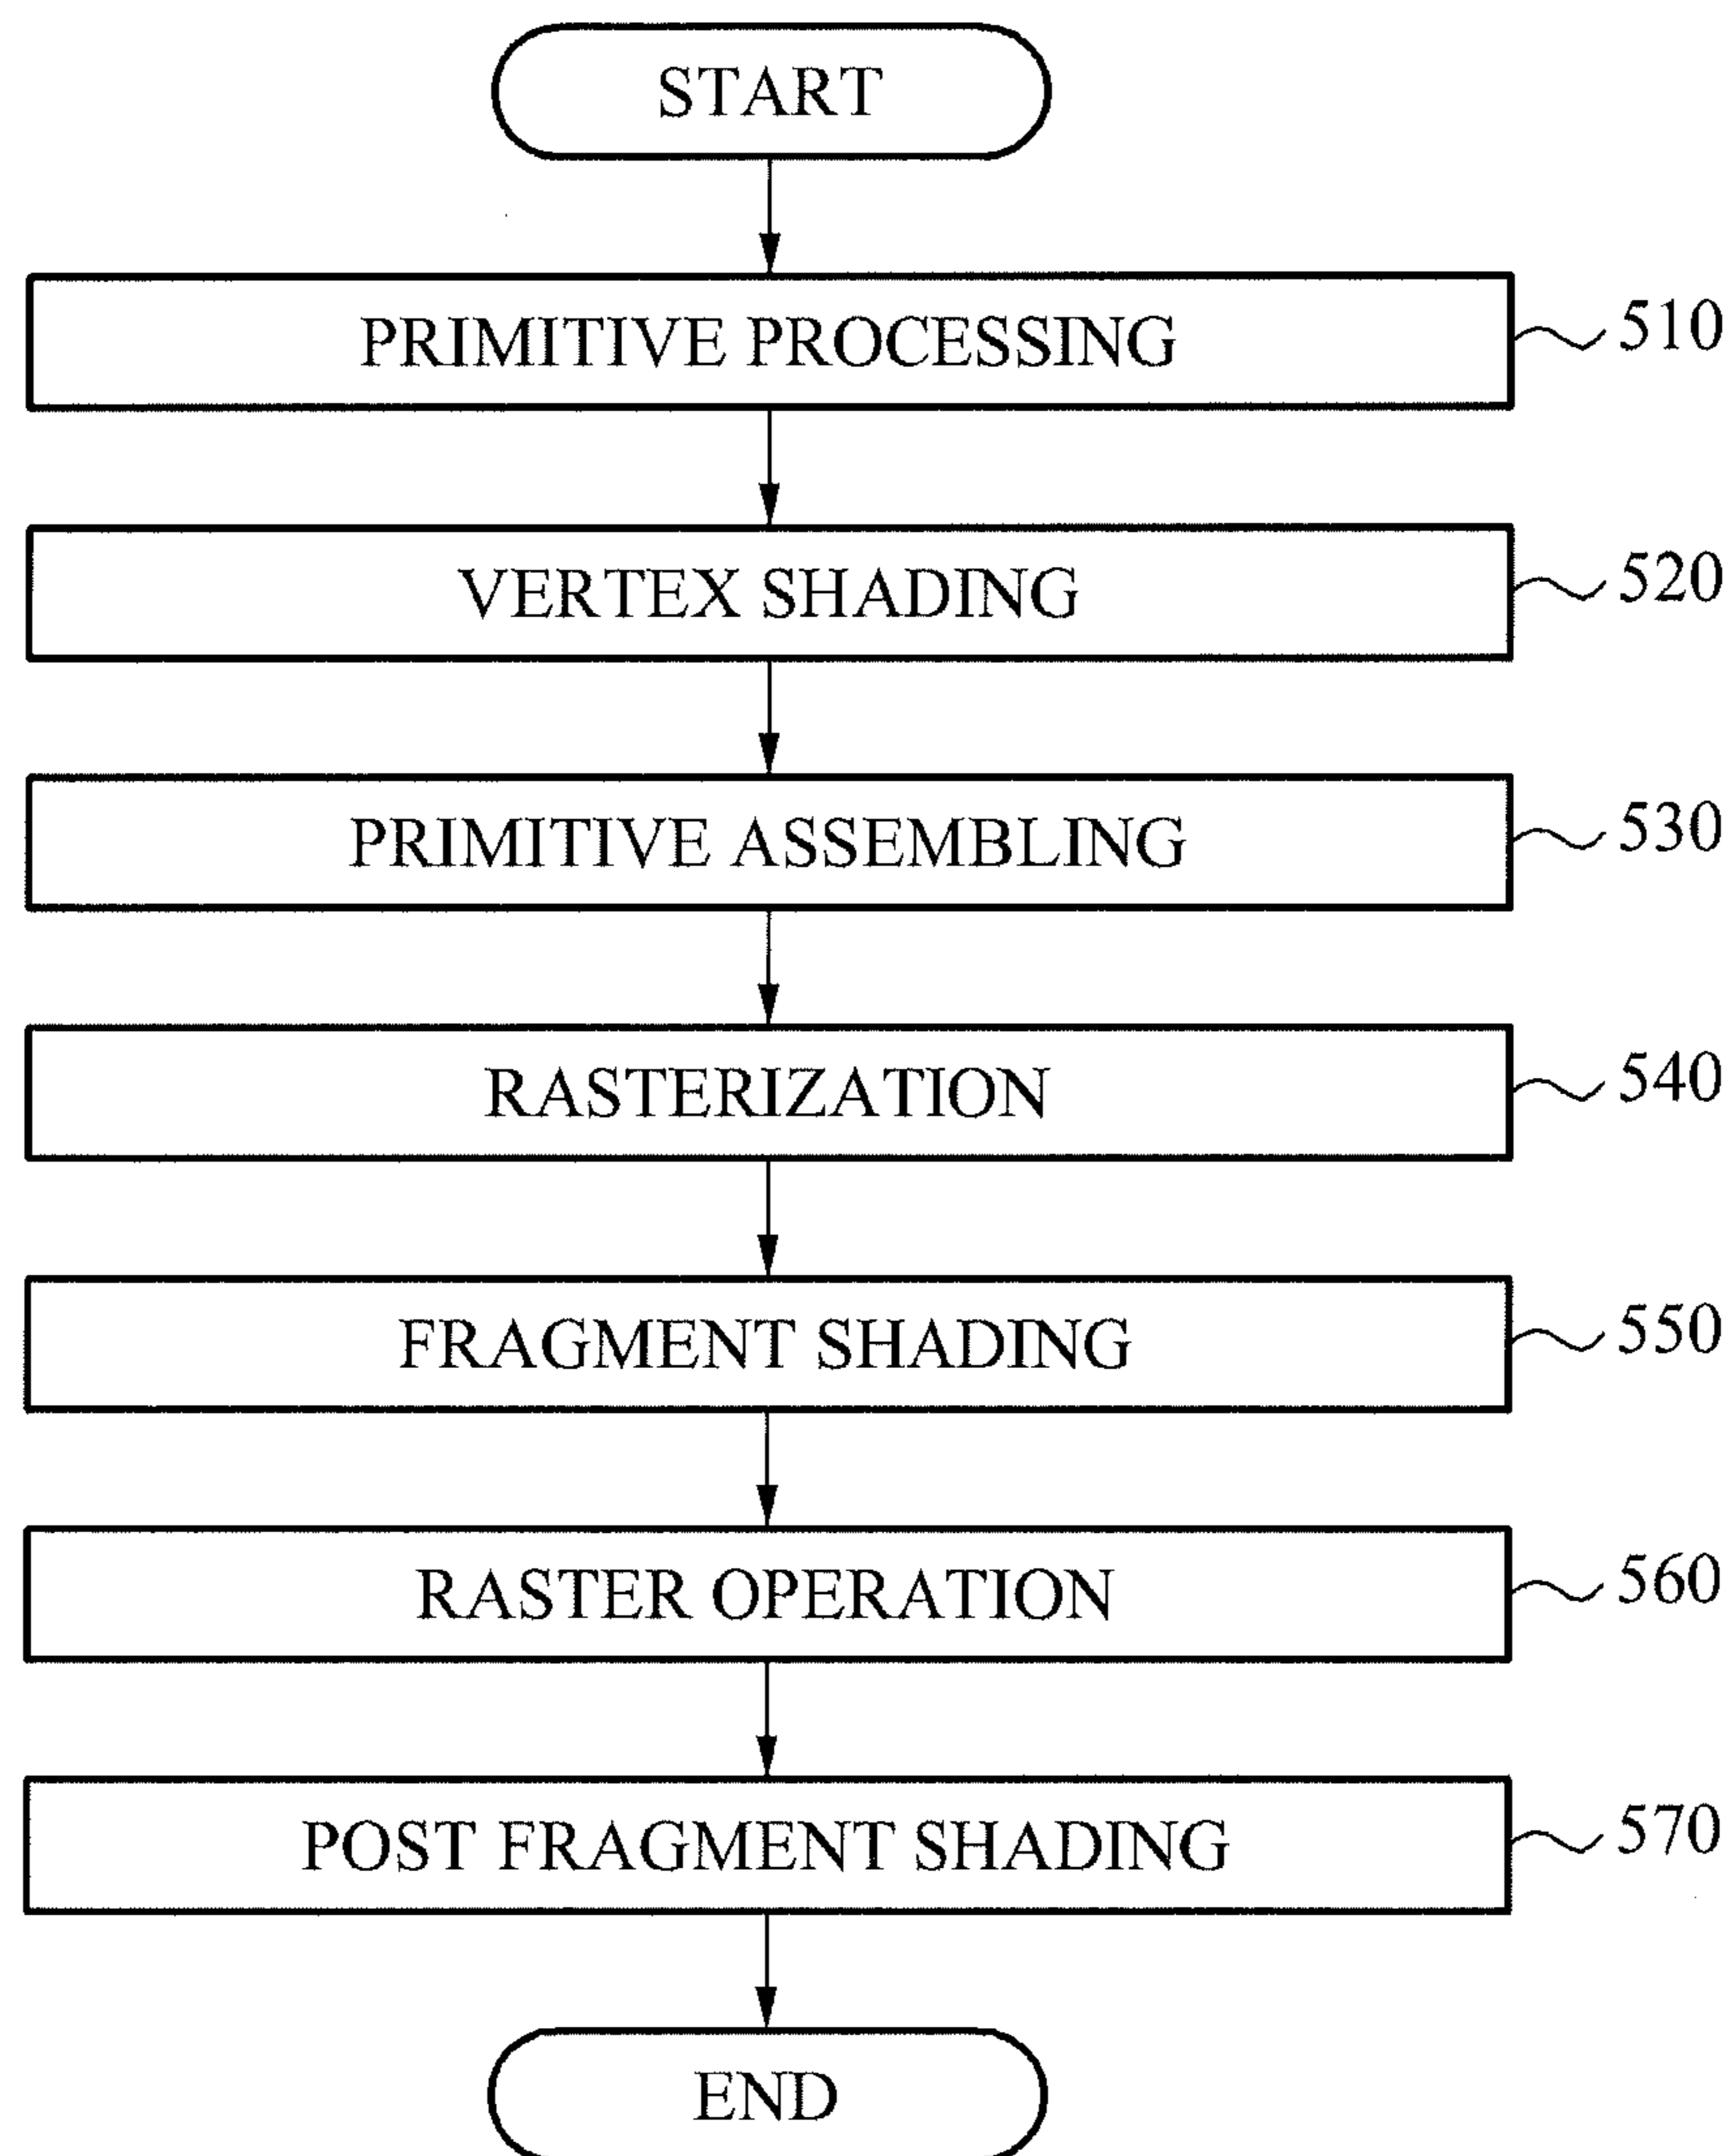 START
PRIMITIVE PROCESSING
510
VERTEX SHADING
520
PRIMITIVE ASSEMBLING
530
RASTERIZATION
540
FRAGMENT SHADING
550
RASTER OPERATION
560
POST FRAGMENT SHADING
570
END